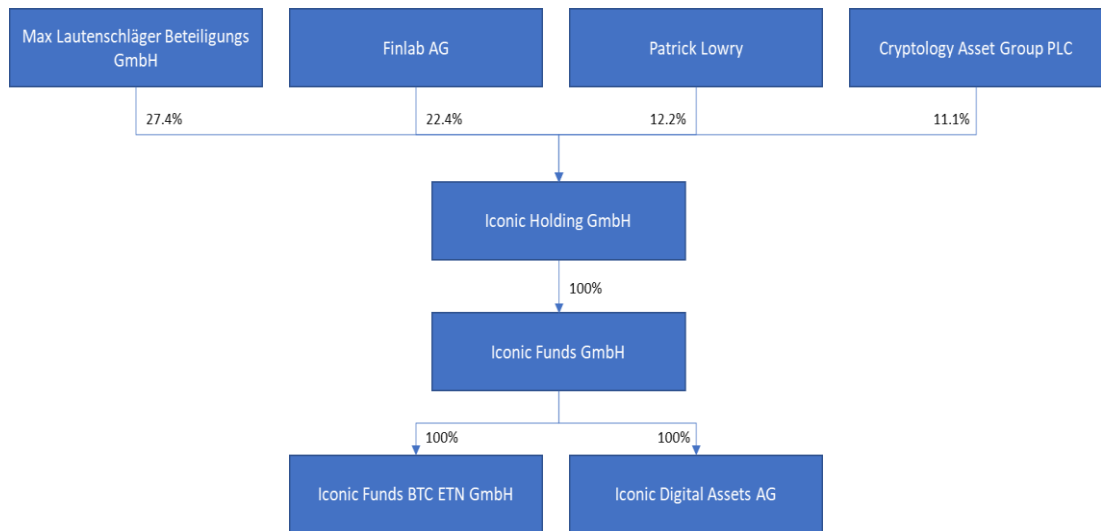 Max Lautenschläger Beteiligungs
GmbH
Finlab AG
Patrick Lowry
Cryptology Asset Group PLC
27.4%
22.4%
12.2%
11.1%
Iconic Holding GmbH
100%
Iconic Funds GmbH
100%
100%
Iconic Funds BTC ETN GmbH
Iconic Digital Assets AG